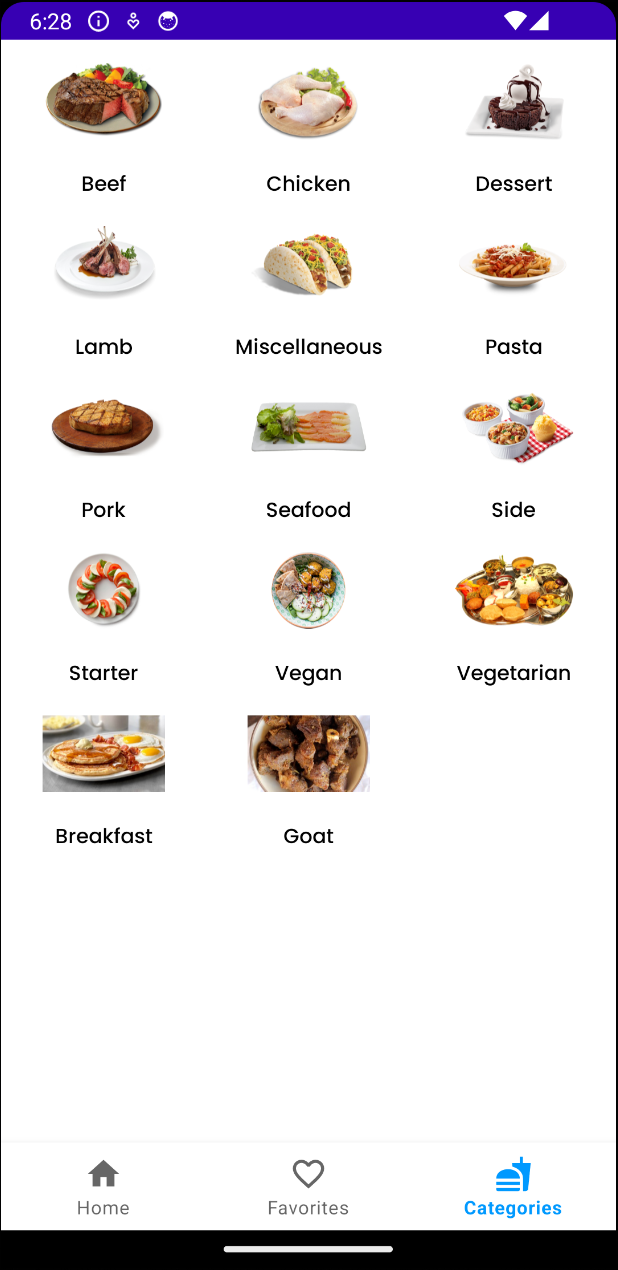 6:28
Beef
Chicken
Dessert
Lamb
Miscellaneous
Pasta
Pork
Seafood
Side
Starter
Vegan
Vegetarian
Breakfast
Goat
Home
Favorites
Categories